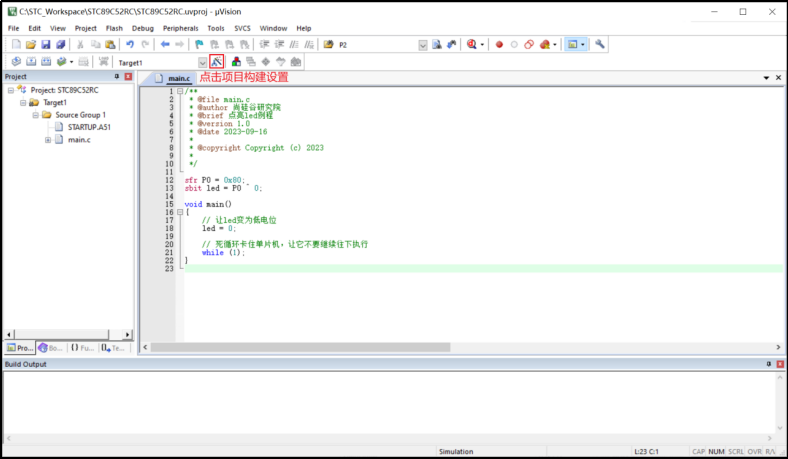 C:\STC_Workspace\STC89C52RC\STC89C52RC.uvproj - µVision
File Edit View Project Flash Debug Peripherals Tools SVCS Window Help
P2
Target1
点击项目构建设置
Project
main.c
Project: STC89C52RC
Target1
Source Group 1
STARTUP.A51
main.c
1 /**
2 * @file main.c
3 * @author 尚硅谷研究院
4 * @brief 点亮led例程
5 * @version 1.0
6 * @date 2023-09-16
7 *
8 * @copyright Copyright (c) 2023
9 *
10 */
11
12 sfr P0 = 0x80;
13 sbit led = P0 ^ 0;
14
15 void main()
16 {
17 // 让led变为低电位
18 led = 0;
19
20 // 死循环卡住单片机，让它不要继续往下执行
21 while (1);
22 }
23
Pro... Bo... {} Fu... Te...
Build Output
Simulation L:23 C:1 CAP NUM SCRL OVR R/